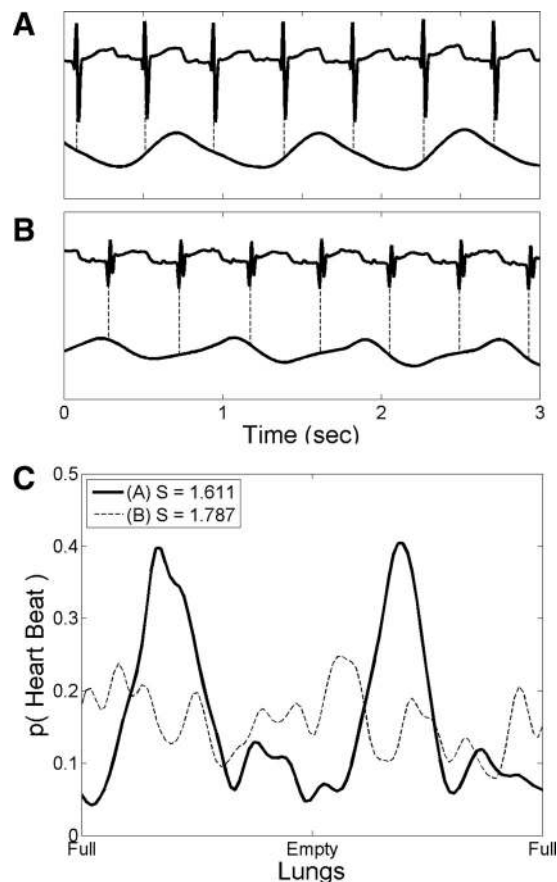 A
B
0 1 2 3
Time (sec)
C
0.5
(A) S = 1.611
(B) S = 1.787
0.4
0.3
0.2
0.1
0
p( Heart Beat )
Full Empty Full
Lungs